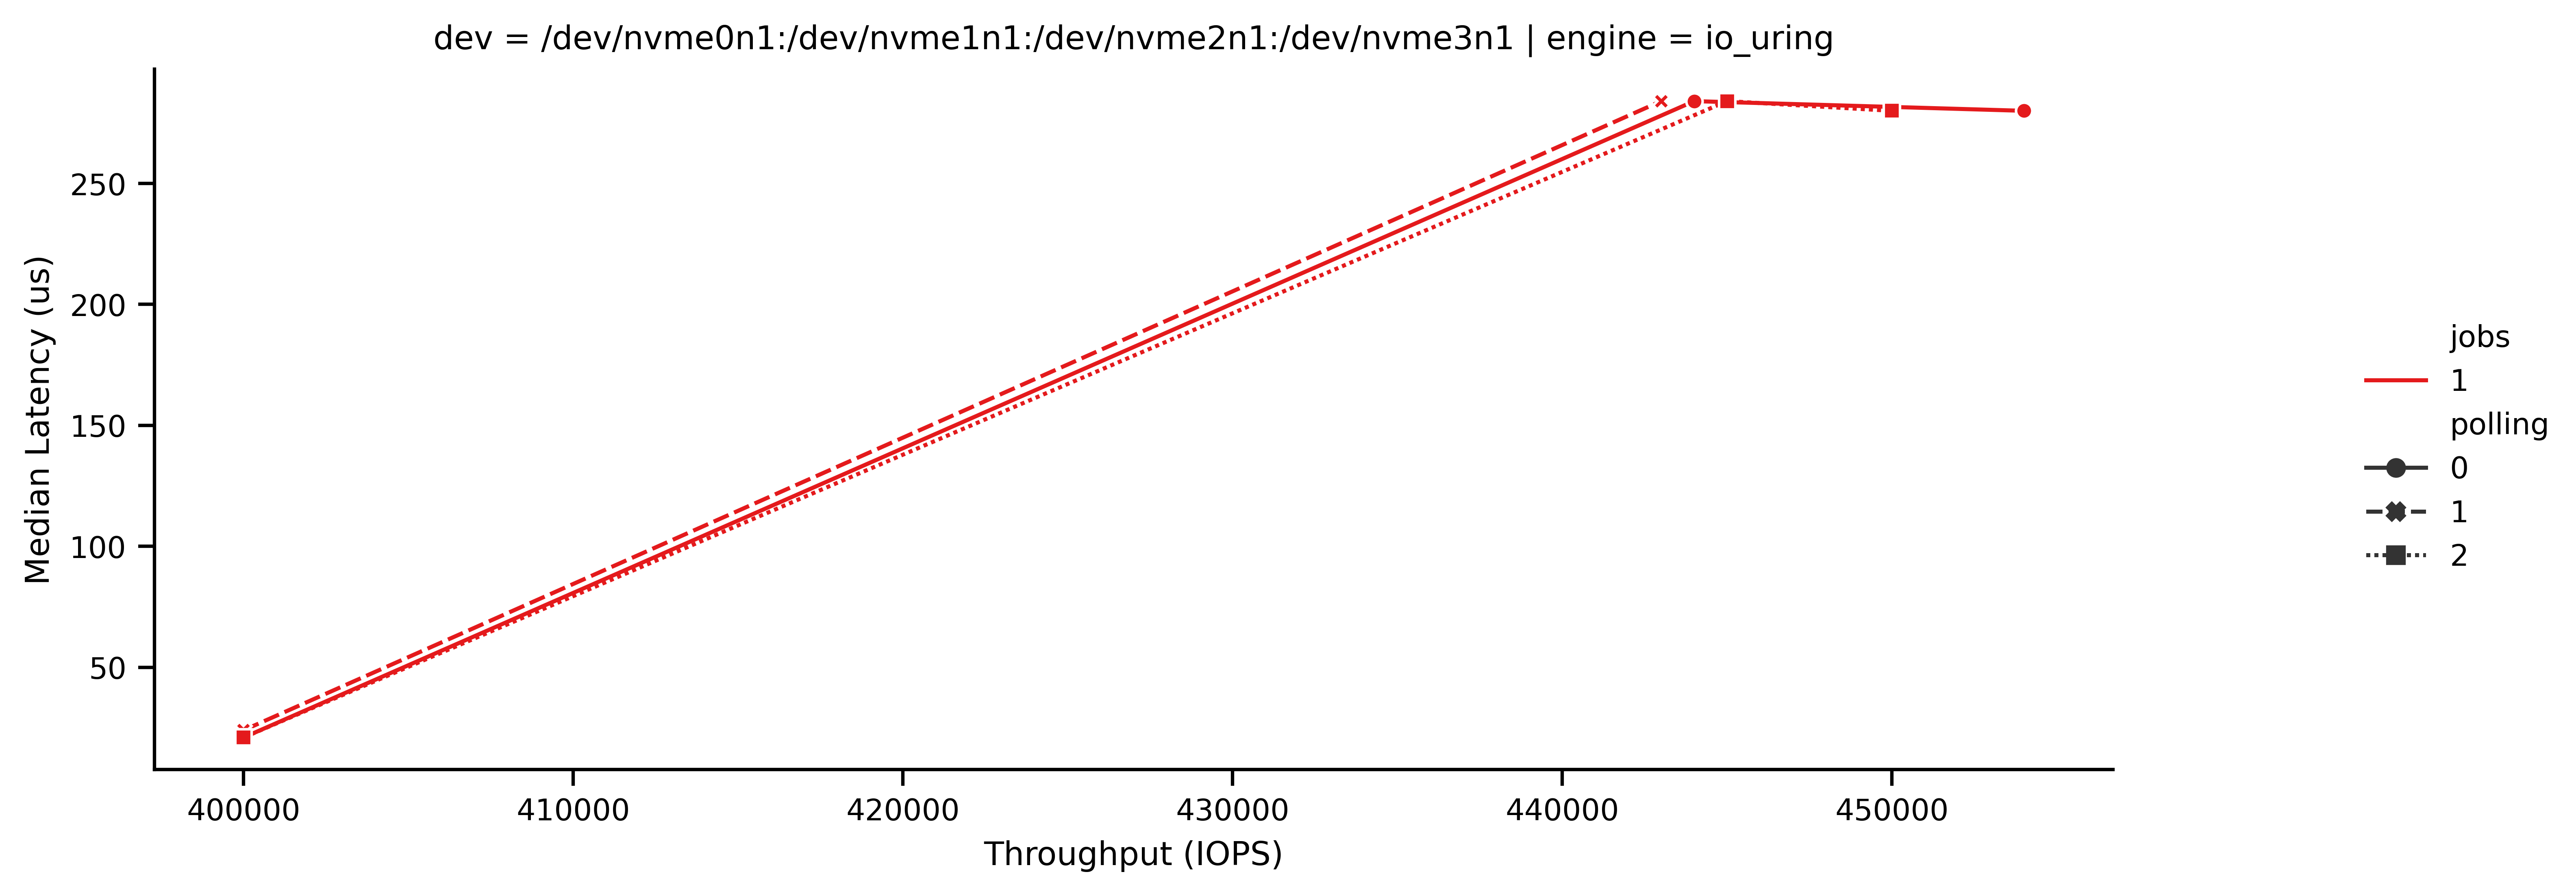 dev = /dev/nvme0n1:/dev/nvme1n1:/dev/nvme2n1:/dev/nvme3n1 | engine = io_uring
Median Latency (us)
250
200
150
100
50
400000 410000 420000 430000 440000 450000
Throughput (IOPS)
jobs
1
polling
0
1
2